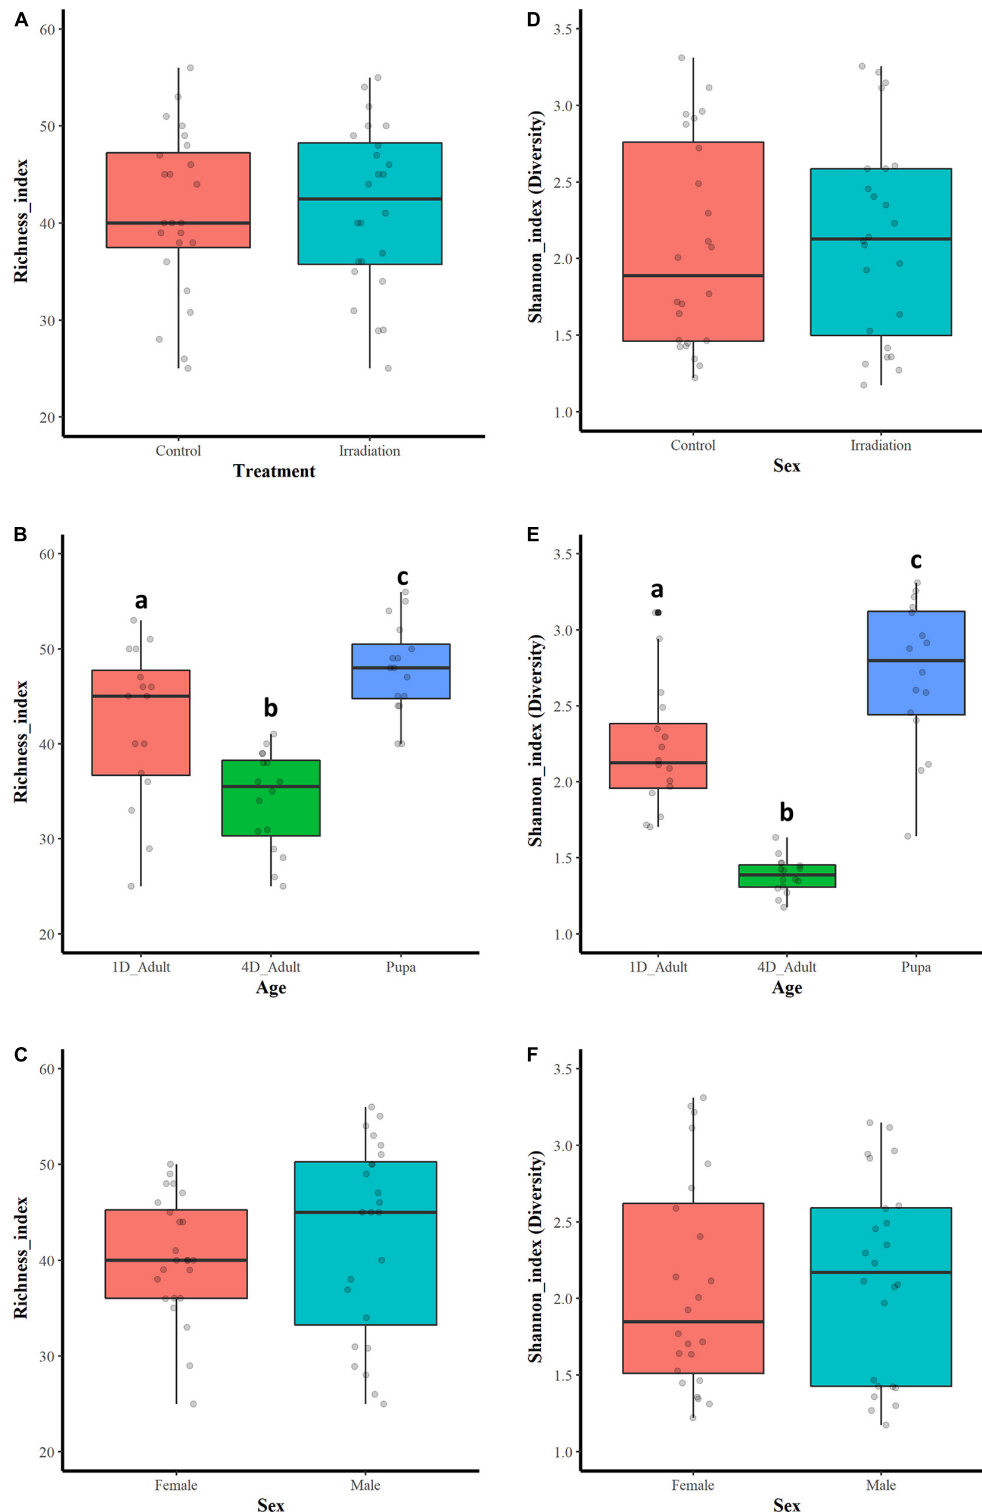 A
60
50
40
30
20
Richness_index
Control
Irradiation
Treatment
D
3.5
3.0
2.5
2.0
1.5
1.0
Shannon_index (Diversity)
Control
Irradiation
Sex
B
60
50
40
30
20
Richness_index
a
b
c
1D_Adult
4D_Adult
Pupa
Age
E
3.5
3.0
2.5
2.0
1.5
1.0
Shannon_index (Diversity)
a
b
c
1D_Adult
4D_Adult
Pupa
Age
C
60
50
40
30
20
Richness_index
Female
Male
Sex
F
3.5
3.0
2.5
2.0
1.5
1.0
Shannon_index (Diversity)
Female
Male
Sex